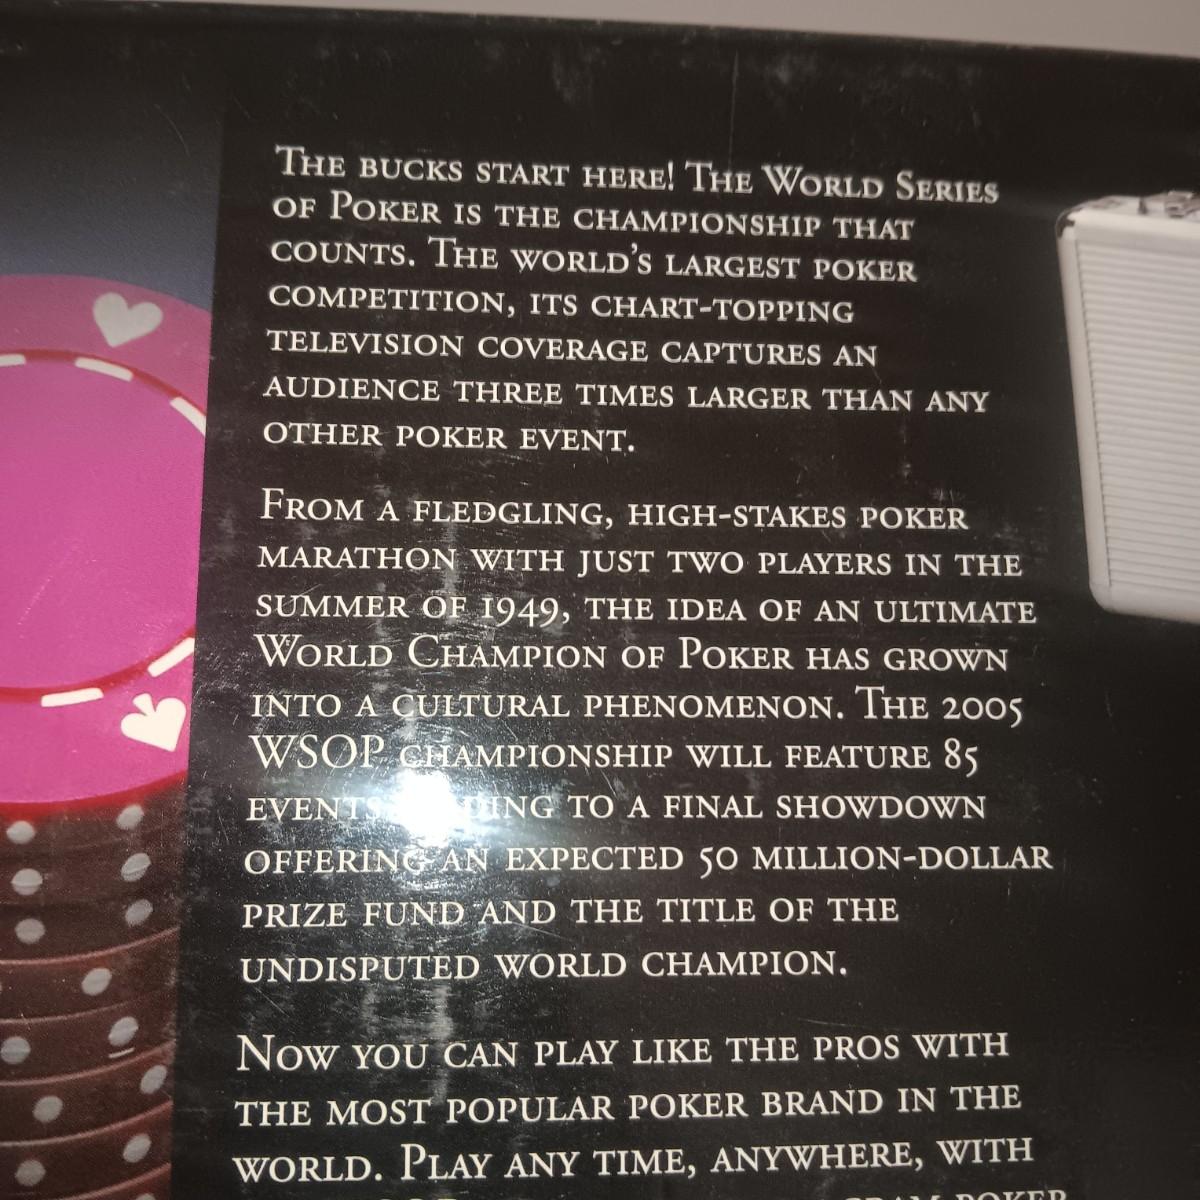 The bucks start here! The World Series
of Poker is the championship that
counts. The world's largest poker
competition, its chart-topping
television coverage captures an
audience three times larger than any
other poker event.
From a fledgling, high-stakes poker
marathon with just two players in the
summer of 1949, the idea of an ultimate
World Champion of Poker has grown
into a cultural phenomenon. The 2005
WSOP championship will feature 85
events to a final showdown
offering an expected 50 million-dollar
prize fund and the title of the
undisputed world champion.
Now you can play like the pros with
the most popular poker brand in the
world. Play any time, anywhere, with
poker